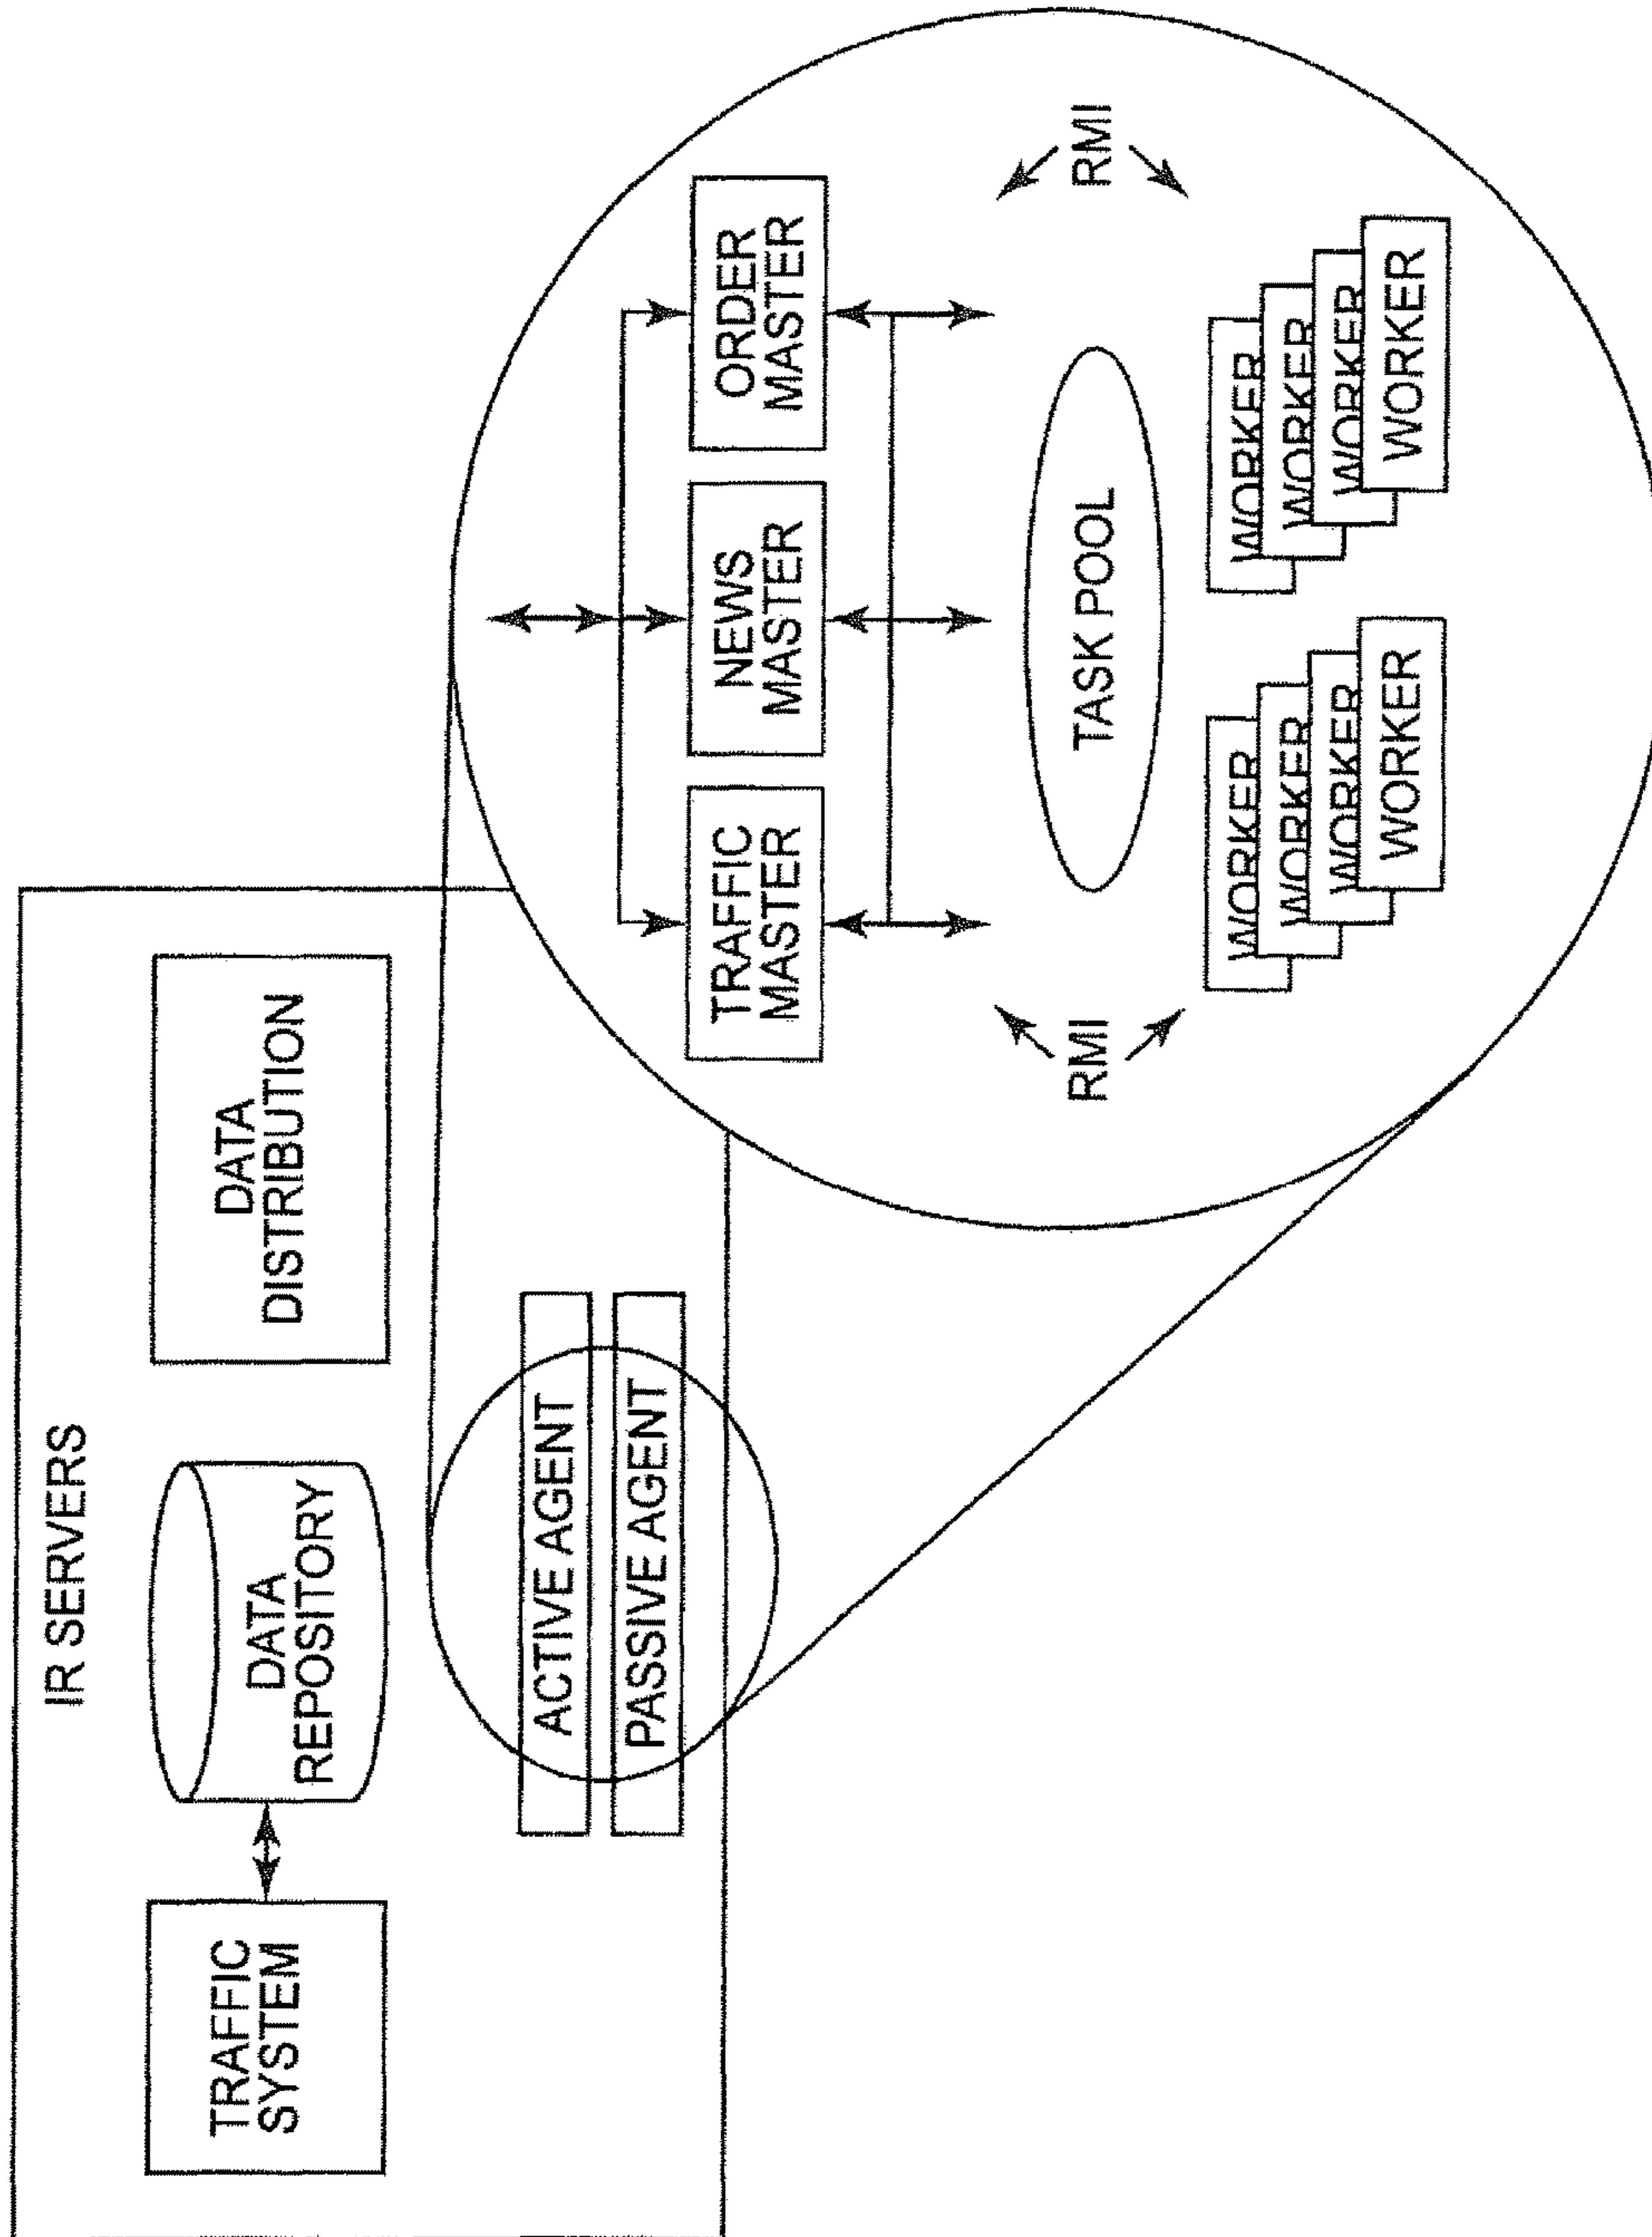 IR SERVERS
TRAFFIC
SYSTEM
DATA
REPOSITORY
DATA
DISTRIBUTION
ACTIVE AGENT
PASSIVE AGENT
TRAFFIC
MASTER
NEWS
MASTER
ORDER
MASTER
RMI
TASK POOL
RMI
WORKER
WORKER
WORKER
WORKER
WORKER
WORKER
WORKER
WORKER